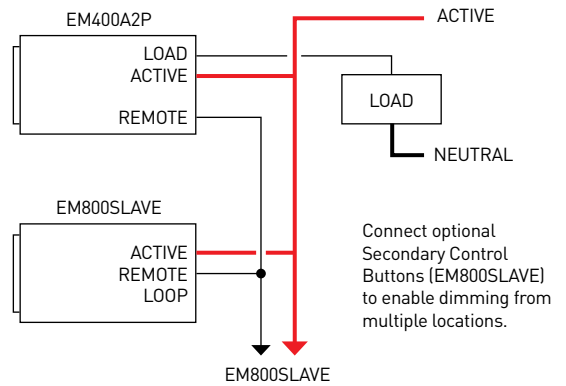 EM400A2P
ACTIVE
LOAD
ACTIVE
REMOTE
LOAD
NEUTRAL
EM800SLAVE
ACTIVE
REMOTE
LOOP
Connect optional
Secondary Control
Buttons (EM800SLAVE)
to enable dimming from
multiple locations.
EM800SLAVE